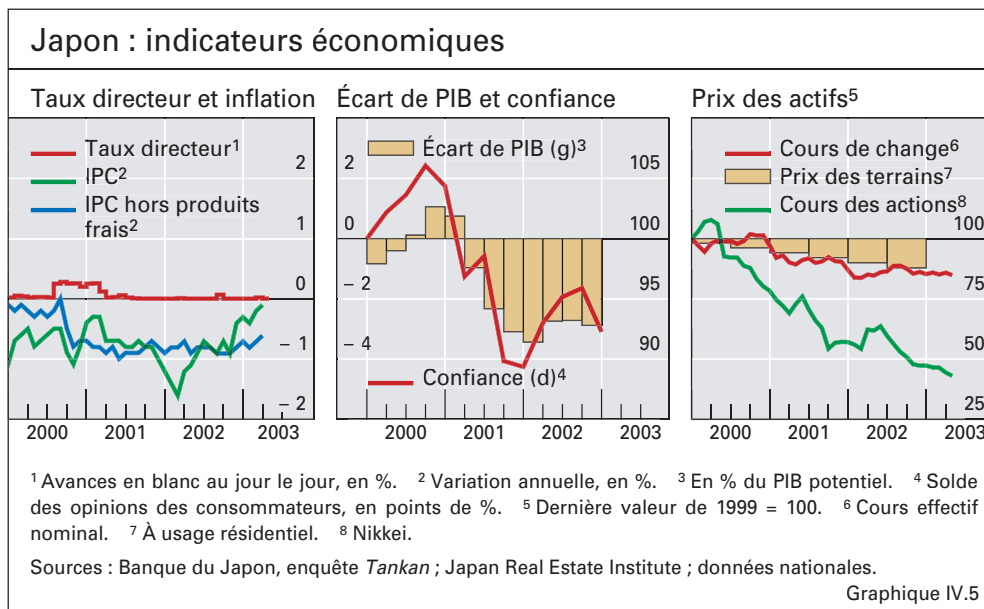 Japon : indicateurs économiques
Taux directeur et inflation
Taux directeur¹
IPC²
IPC hors produits
frais²
2
1
0
– 1
– 2
2000 2001 2002 2003
Écart de PIB et confiance
Écart de PIB (g)³
Confiance (d)⁴
2
0
– 2
– 4
105
100
95
90
2000 2001 2002 2003
Prix des actifs⁵
Cours de change⁶
Prix des terrains⁷
Cours des actions⁸
100
75
50
25
2000 2001 2002 2003
¹ Avances en blanc au jour le jour, en %. ² Variation annuelle, en %. ³ En % du PIB potentiel. ⁴ Solde
des opinions des consommateurs, en points de %. ⁵ Dernière valeur de 1999 = 100. ⁶ Cours effectif
nominal. ⁷ À usage résidentiel. ⁸ Nikkei.
Sources : Banque du Japon, enquête Tankan ; Japan Real Estate Institute ; données nationales.
Graphique IV.5